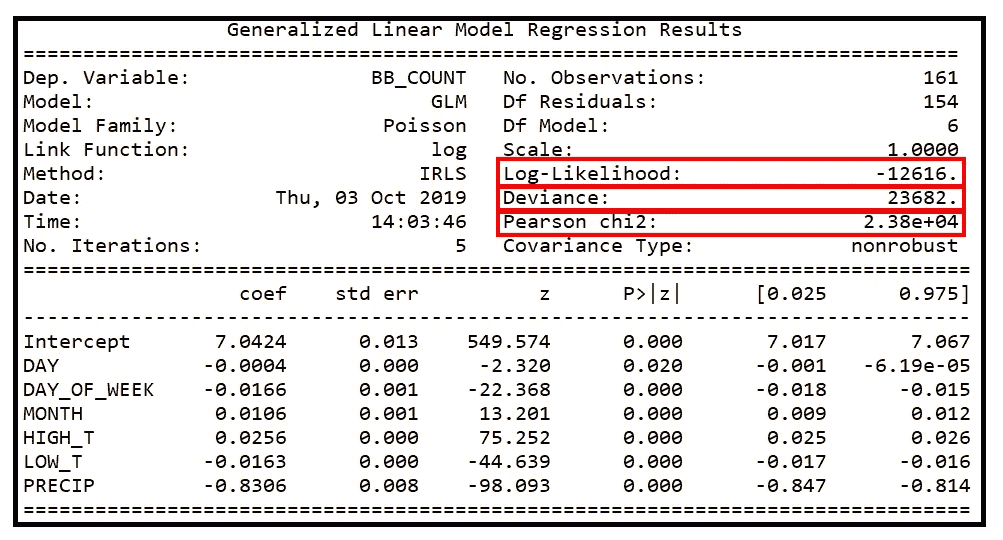 Generalized Linear Model Regression Results
==============================================================================
Dep. Variable: BB_COUNT No. Observations: 161
Model: GLM Df Residuals: 154
Model Family: Poisson Df Model: 6
Link Function: log Scale: 1.0000
Method: IRLS Log-Likelihood: -12616.
Date: Thu, 03 Oct 2019 Deviance: 23682.
Time: 14:03:46 Pearson chi2: 2.38e+04
No. Iterations: 5 Covariance Type: nonrobust
===============================================================================
coef std err z P>|z| [0.025 0.975]
-------------------------------------------------------------------------------
Intercept 7.0424 0.013 549.574 0.000 7.017 7.067
DAY -0.0004 0.000 -2.320 0.020 -0.001 -6.19e-05
DAY_OF_WEEK -0.0166 0.001 -22.368 0.000 -0.018 -0.015
MONTH 0.0106 0.001 13.201 0.000 0.009 0.012
HIGH_T 0.0256 0.000 75.252 0.000 0.025 0.026
LOW_T -0.0163 0.000 -44.639 0.000 -0.017 -0.016
PRECIP -0.8306 0.008 -98.093 0.000 -0.847 -0.814
===============================================================================